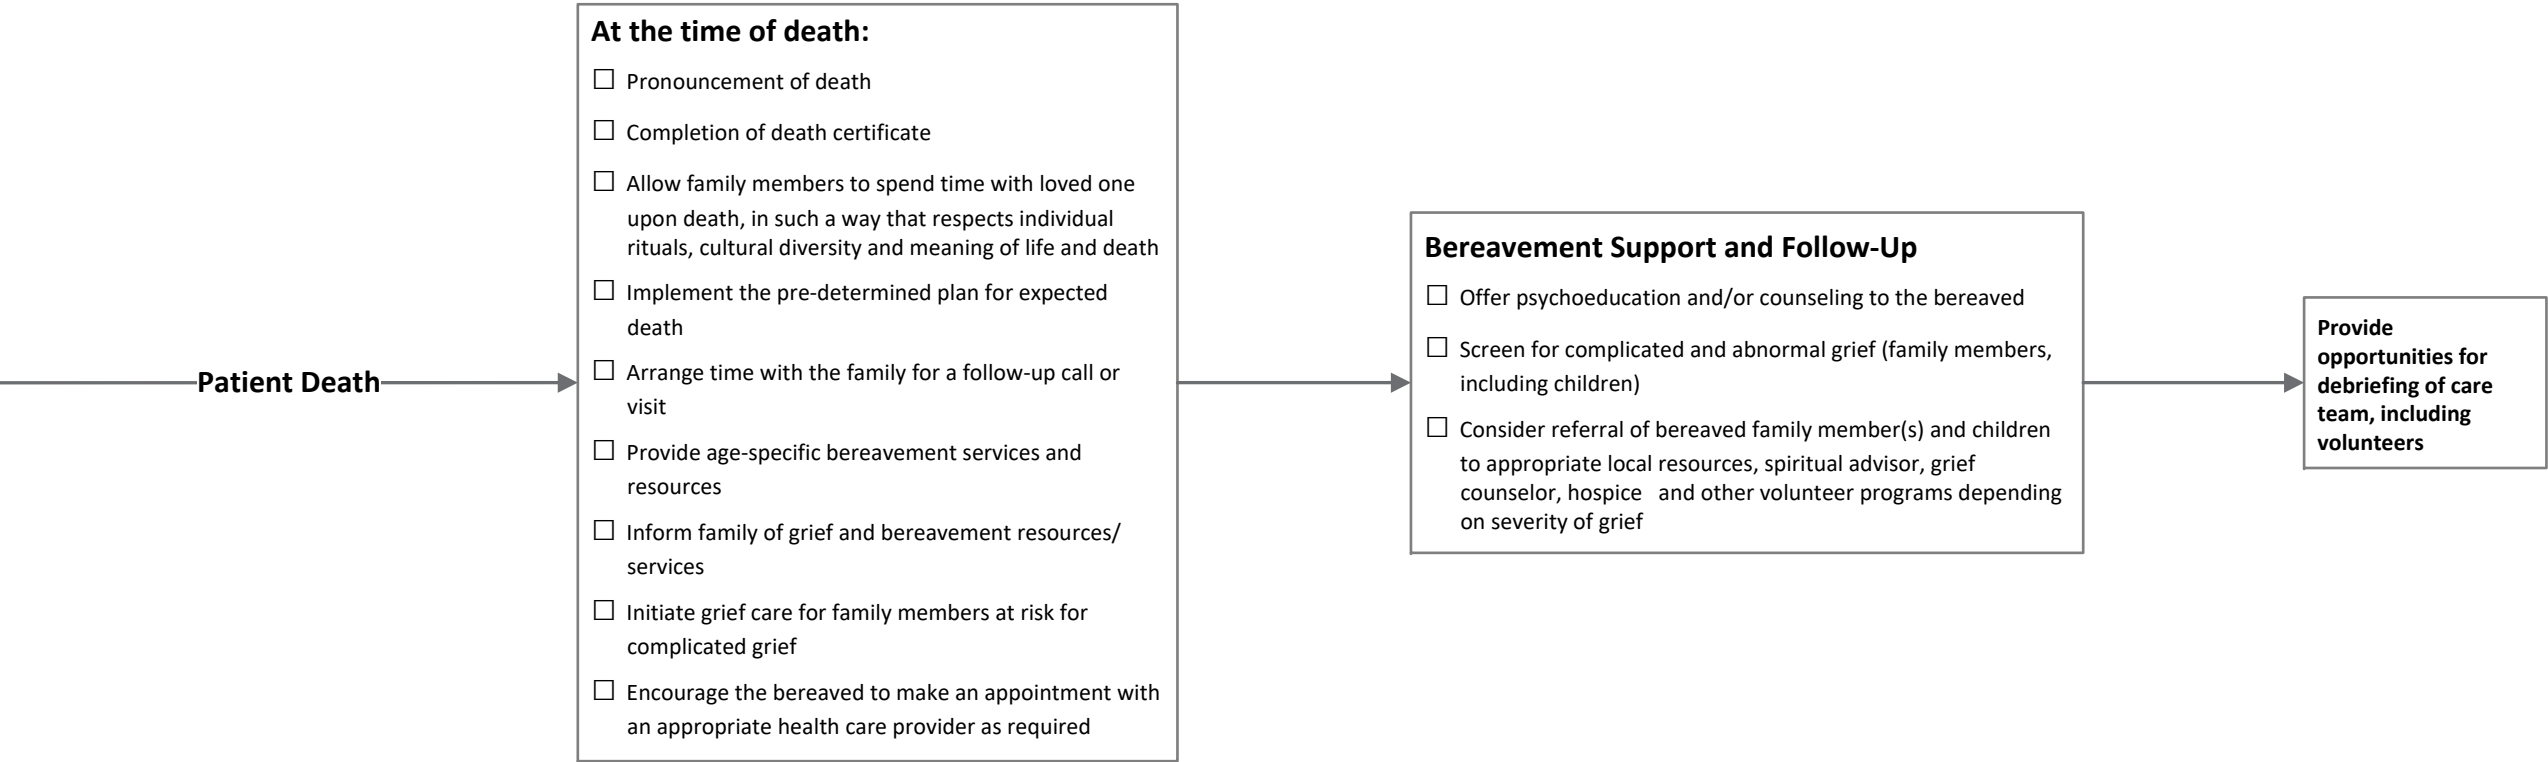 Patient Death
At the time of death:
☐ Pronouncement of death
☐ Completion of death certificate
☐ Allow family members to spend time with loved one
upon death, in such a way that respects individual
rituals, cultural diversity and meaning of life and death
☐ Implement the pre-determined plan for expected
death
☐ Arrange time with the family for a follow-up call or
visit
☐ Provide age-specific bereavement services and
resources
☐ Inform family of grief and bereavement resources/
services
☐ Initiate grief care for family members at risk for
complicated grief
☐ Encourage the bereaved to make an appointment with
an appropriate health care provider as required
Bereavement Support and Follow-Up
☐ Offer psychoeducation and/or counseling to the bereaved
☐ Screen for complicated and abnormal grief (family members,
including children)
☐ Consider referral of bereaved family member(s) and children
to appropriate local resources, spiritual advisor, grief
counselor, hospice and other volunteer programs depending
on severity of grief
Provide
opportunities for
debriefing of care
team, including
volunteers